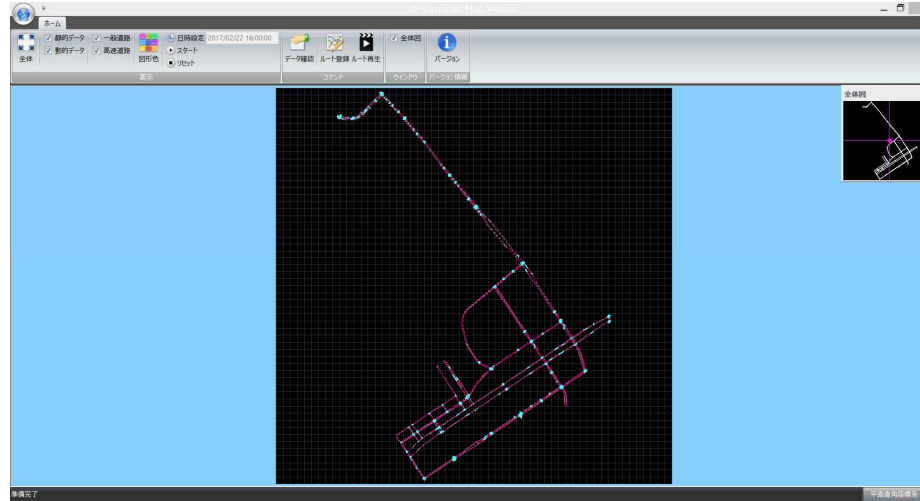 SIP Dynamic Map Viewer
ホーム
全体
静的データ 一般道路
動的データ 高速道路
図形色
日時設定 2017/02/22 16:00:00
スタート
リセット
データ確認 ルート登録 ルート再生
全体図
バージョン
表示 コマンド ウインドウ バージョン情報
全体図
準備完了 平面直角座標系